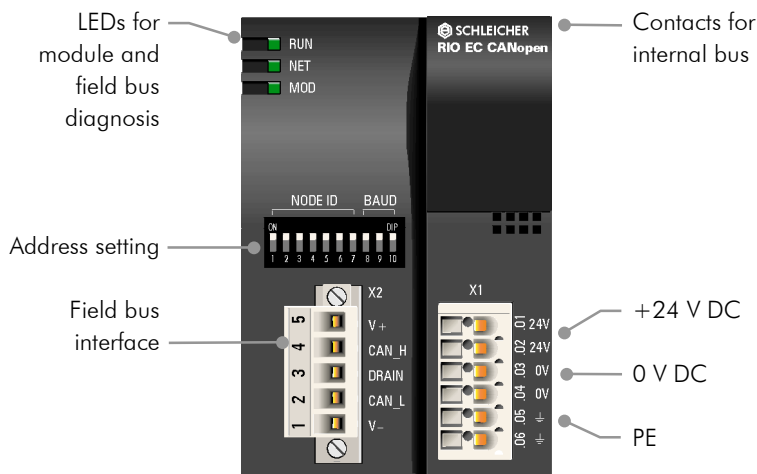 LEDs for
module and
field bus
diagnosis
RUN
NET
MOD
SCHLEICHER
RIO EC CANopen
Contacts for
internal bus
NODE ID BAUD
ON DIP
1 2 3 4 5 6 7 8 9 10
Address setting
X2
Field bus
interface
5 V+
4 CAN_H
3 DRAIN
2 CAN_L
1 V–
X1
.01 24V
.02 24V
.03 0V
.04 0V
.05
.06
+24 V DC
0 V DC
PE